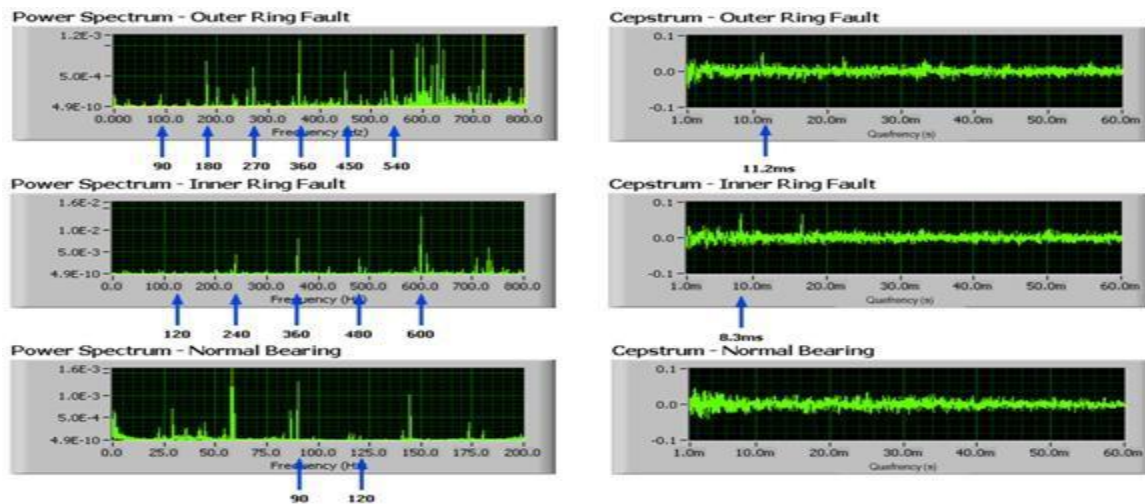 Power Spectrum - Outer Ring Fault
1.2E-3
5.0E-4
4.9E-10
0.000 100.0 200.0 300.0 400.0 500.0 600.0 700.0 800.0
Frequency (Hz)
90 180 270 360 450 540
Cepstrum - Outer Ring Fault
0.1
0.0
-0.1
1.0m 10.0m 20.0m 30.0m 40.0m 50.0m 60.0m
Quefrency (s)
11.2ms
Power Spectrum - Inner Ring Fault
1.6E-2
5.0E-3
4.9E-10
0.0 100.0 200.0 300.0 400.0 500.0 600.0 700.0 800.0
Frequency (Hz)
120 240 360 480 600
Cepstrum - Inner Ring Fault
0.1
0.0
-0.1
1.0m 10.0m 20.0m 30.0m 40.0m 50.0m 60.0m
Quefrency (s)
8.3ms
Power Spectrum - Normal Bearing
1.6E-3
5.0E-4
4.9E-10
0.0 25.0 50.0 75.0 100.0 125.0 150.0 175.0 200.0
Frequency (Hz)
90 120
Cepstrum - Normal Bearing
0.1
0.0
-0.1
1.0m 10.0m 20.0m 30.0m 40.0m 50.0m 60.0m
Quefrency (s)